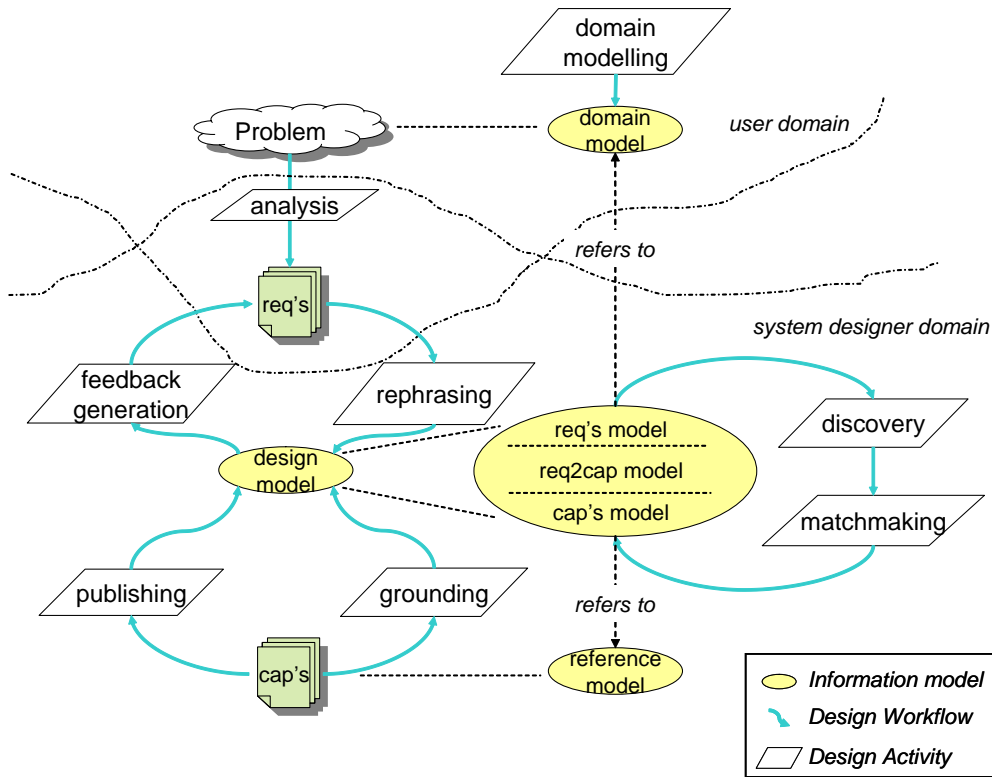 domain
modelling
Problem
domain
model
user domain
analysis
refers to
req's
system designer domain
feedback
generation
rephrasing
req's model
discovery
design
model
req2cap model
cap's model
matchmaking
publishing
grounding
refers to
cap's
reference
model
Information model
Design Workflow
Design Activity